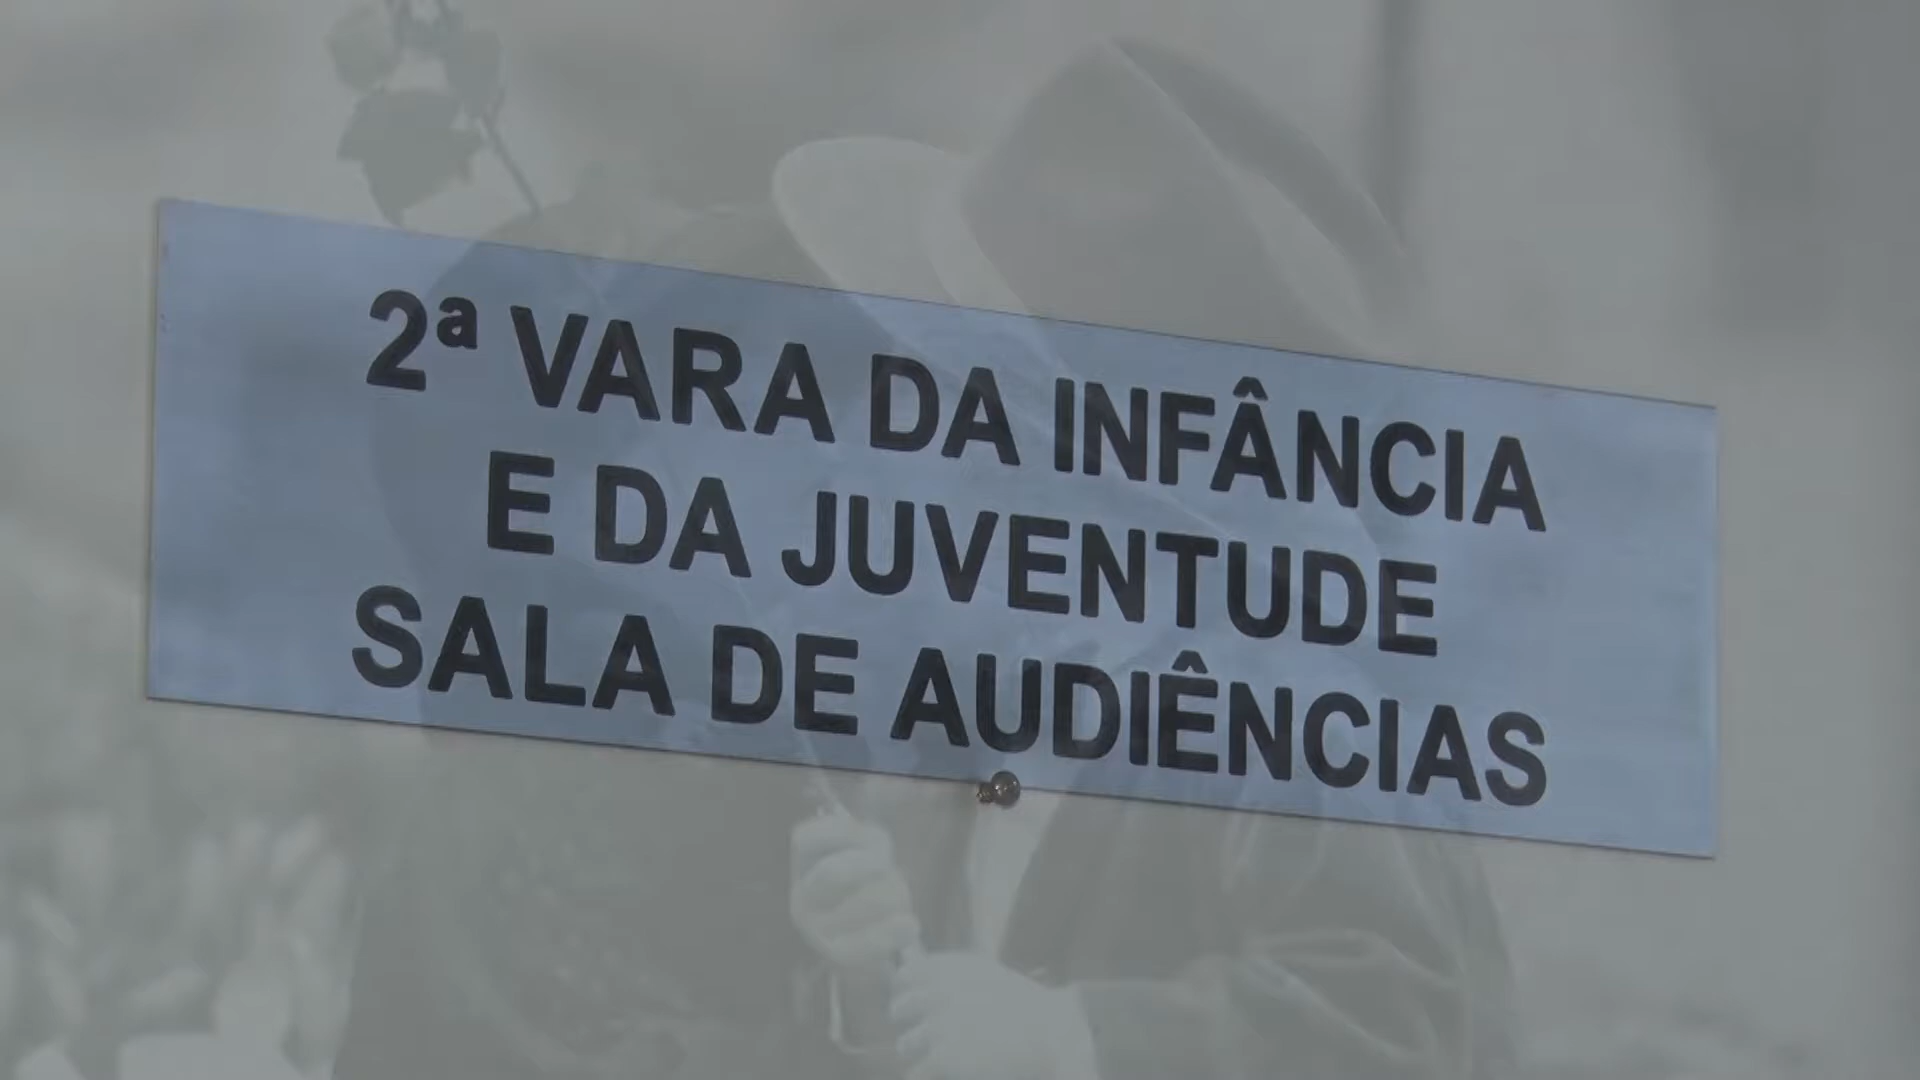 2ª VARA DA INFÂNCIA
E DA JUVENTUDE
SALA DE AUDIÊNCIAS